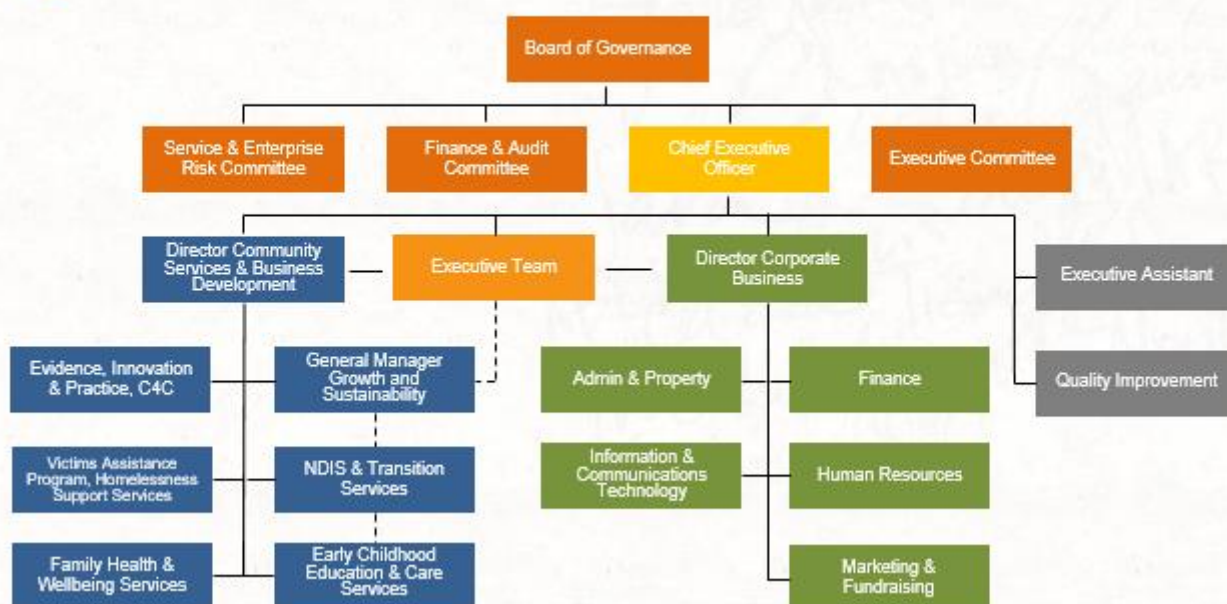 Board of Governance
Service & Enterprise
Risk Committee
Finance & Audit
Committee
Chief Executive
Officer
Executive Committee
Director Community
Services & Business
Development
Executive Team
Director Corporate
Business
Executive Assistant
Evidence, Innovation
& Practice, C4C
General Manager
Growth and
Sustainability
Admin & Property
Finance
Quality Improvement
Victims Assistance
Program, Homelessness
Support Services
NDIS & Transition
Services
Information &
Communications
Technology
Human Resources
Family Health &
Wellbeing Services
Early Childhood
Education & Care
Services
Marketing &
Fundraising